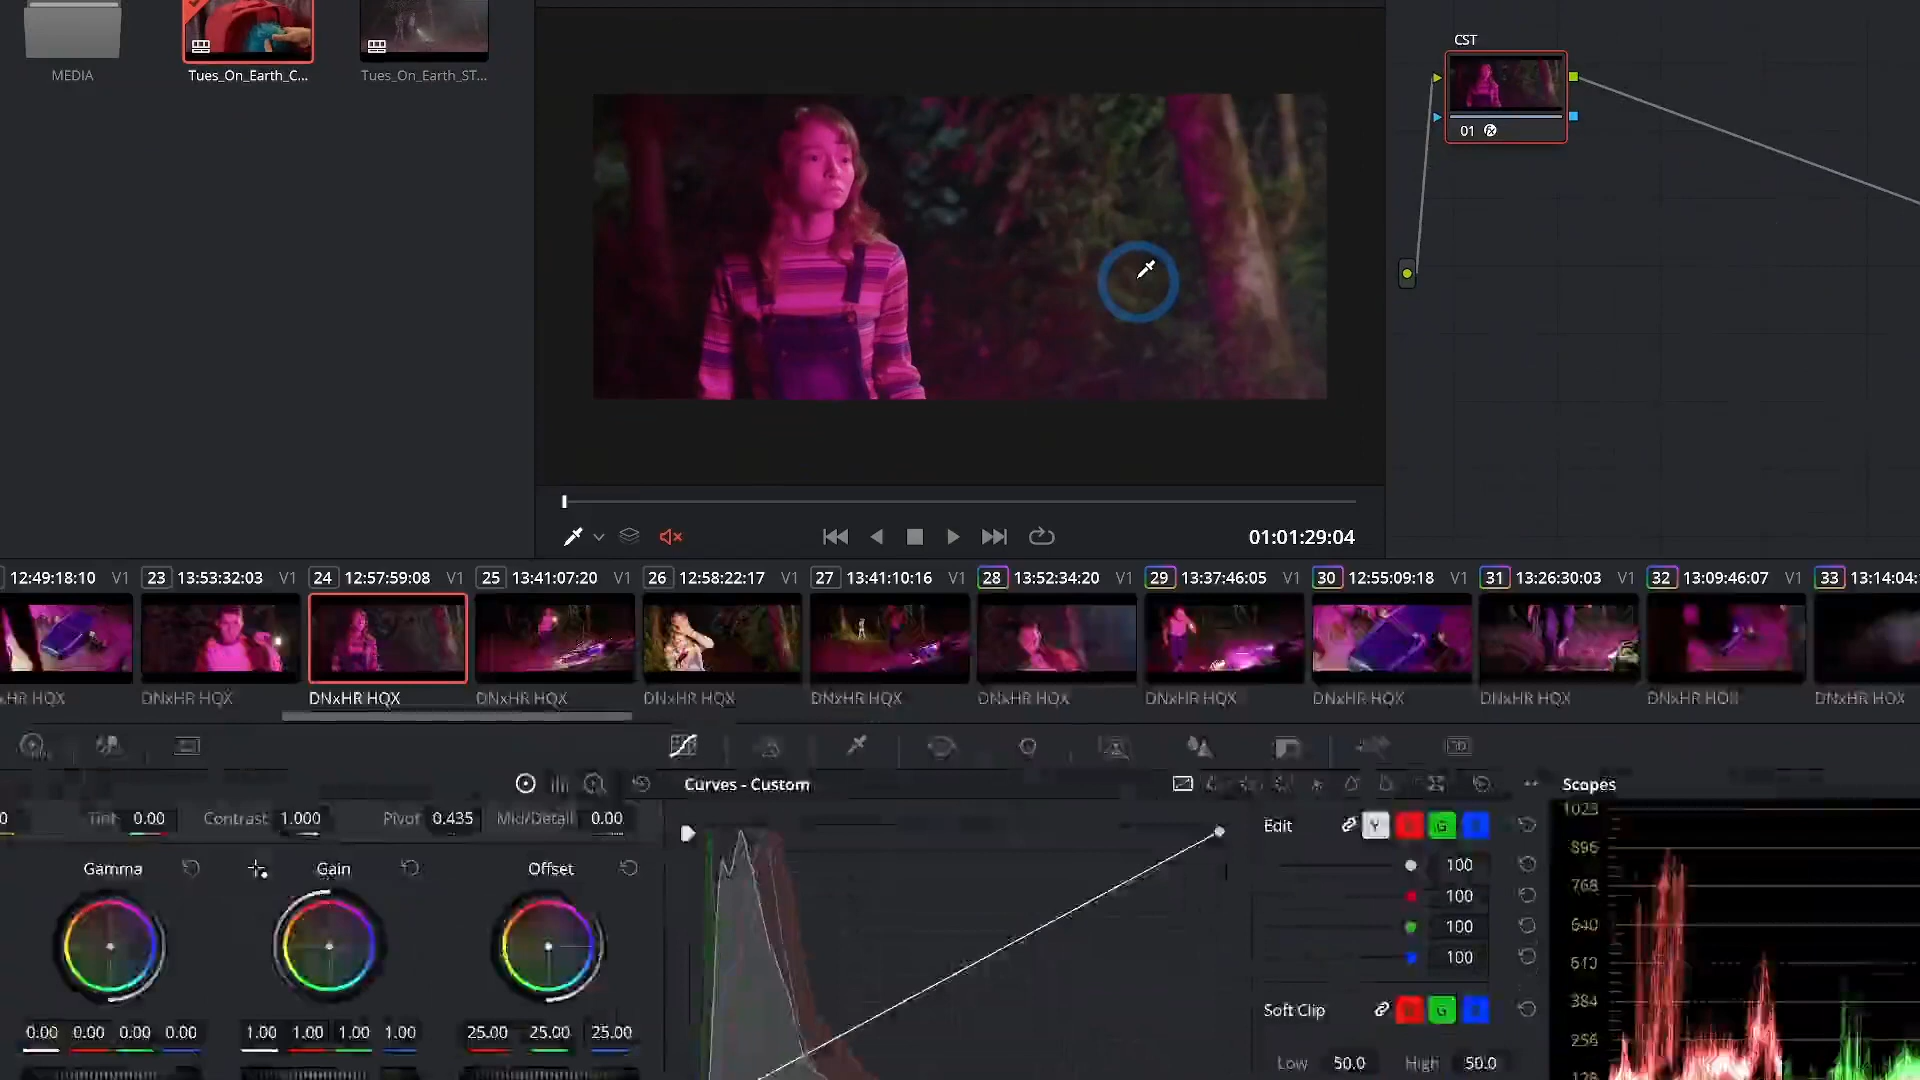 CST
01
MEDIA
Tues_On_Earth_C...
Tues_On_Earth_ST...
01:01:29:04
12:49:18:10 V1
23 13:53:32:03 V1
24 12:57:59:08 V1
25 13:41:07:20 V1
26 12:58:22:17 V1
27 13:41:10:16 V1
28 13:52:34:20 V1
29 13:37:46:05 V1
30 12:55:09:18 V1
31 13:26:30:03 V1
32 13:09:46:07 V1
33 13:14:04:
HR HQX
DNxHR HQX
DNxHR HQX
DNxHR HQX
DNxHR HQX
DNxHR HQX
DNxHR HQX
DNxHR HQX
DNxHR HQX
DNxHR HQX
DNxHR
DNxHR HQX
Curves - Custom
Scopes
0 Tint 0.00 Contrast 1.000 Pivot 0.435 Mid/Detail 0.00
Gamma Gain Offset
0.00 0.00 0.00 0.00
1.00 1.00 1.00 1.00
25.00 25.00 25.00
Edit Y G
100
100
100
100
Soft Clip G
Low 50.0 High 50.0
1023
896
768
640
512
384
256
128